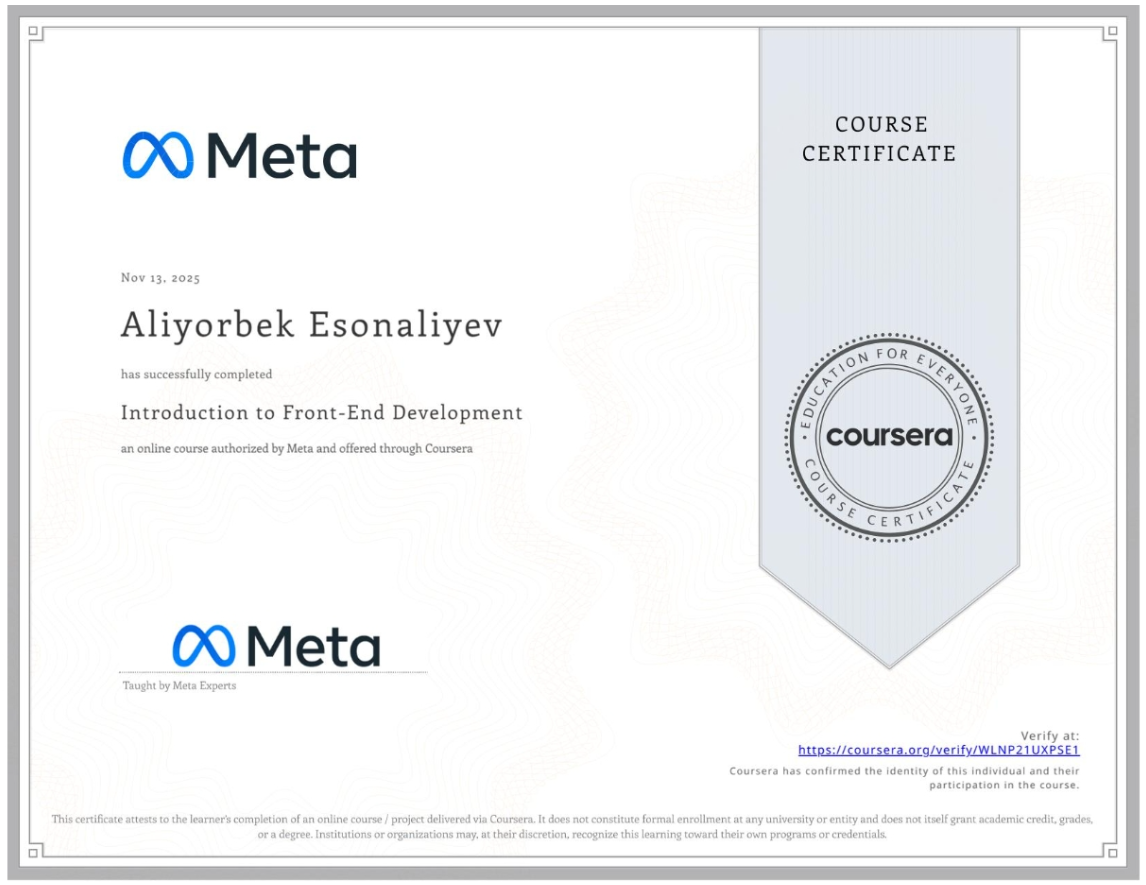 Meta
COURSE
CERTIFICATE
Nov 13, 2025
Aliyorbek Esonaliyev
has successfully completed
Introduction to Front-End Development
an online course authorized by Meta and offered through Coursera
EDUCATION FOR EVERYONE
coursera
COURSE CERTIFICATE
Meta
Taught by Meta Experts
Verify at:
https://coursera.org/verify/WLNP21UXPSE1
Coursera has confirmed the identity of this individual and their
participation in the course.
This certificate attests to the learner's completion of an online course / project delivered via Coursera. It does not constitute formal enrollment at any university or entity and does not itself grant academic credit, grades,
or a degree. Institutions or organizations may, at their discretion, recognize this learning toward their own programs or credentials.